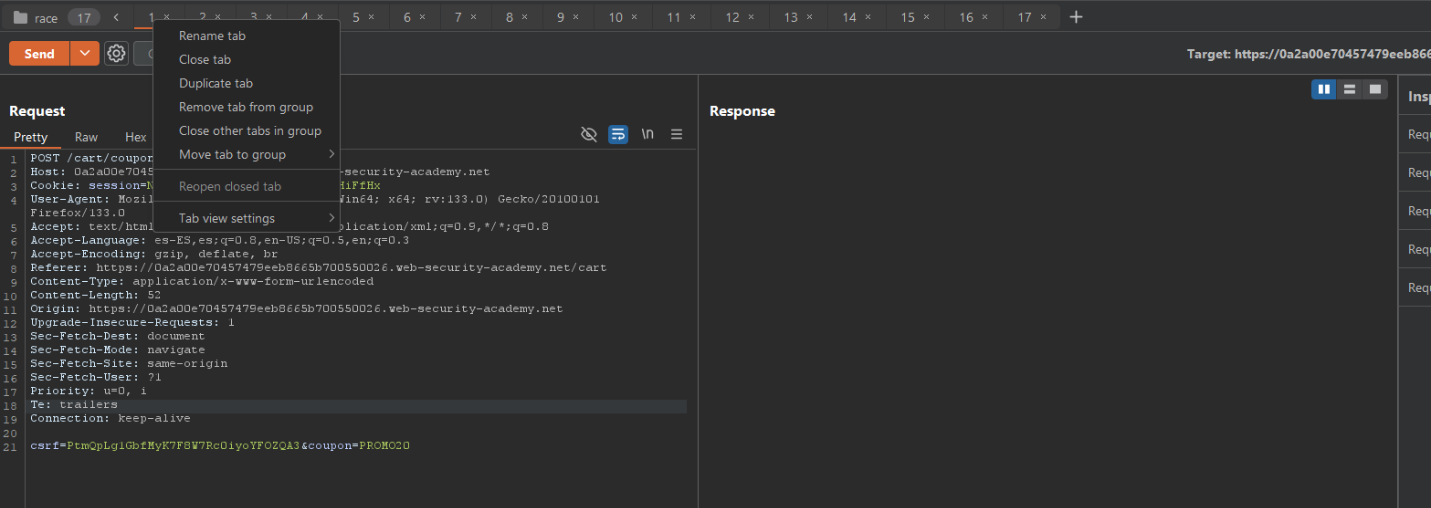 race 17 1 × 2 × 3 × 4 × 5 × 6 × 7 × 8 × 9 × 10 × 11 × 12 × 13 × 14 × 15 × 16 × 17 ×
Send
Target: https://0a2a00e70457479eeb866
Rename tab
Close tab
Duplicate tab
Remove tab from group
Close other tabs in group
Move tab to group
Reopen closed tab
Tab view settings
Request
Pretty Raw Hex
\n
1 POST /cart/coupon
2 Host: 0a2a00e7045 -security-academy.net
3 Cookie: session=N HiFfHx
4 User-Agent: Mozil Win64; x64; rv:133.0) Gecko/20100101
Firefox/133.0
5 Accept: text/html plication/xml;q=0.9,*/*;q=0.8
6 Accept-Language: es-ES,es;q=0.8,en-US;q=0.5,en;q=0.3
7 Accept-Encoding: gzip, deflate, br
8 Referer: https://0a2a00e70457479eeb8665b700550026.web-security-academy.net/cart
9 Content-Type: application/x-www-form-urlencoded
10 Content-Length: 52
11 Origin: https://0a2a00e70457479eeb8665b700550026.web-security-academy.net
12 Upgrade-Insecure-Requests: 1
13 Sec-Fetch-Dest: document
14 Sec-Fetch-Mode: navigate
15 Sec-Fetch-Site: same-origin
16 Sec-Fetch-User: ?1
17 Priority: u=0, i
18 Te: trailers
19 Connection: keep-alive
20
21 csrf=PtmQpLg1GbfMyK7F8W7Rc0iyoYFOZQA3&coupon=PROMO20
Response
Insp
Requ
Requ
Requ
Requ
Requ